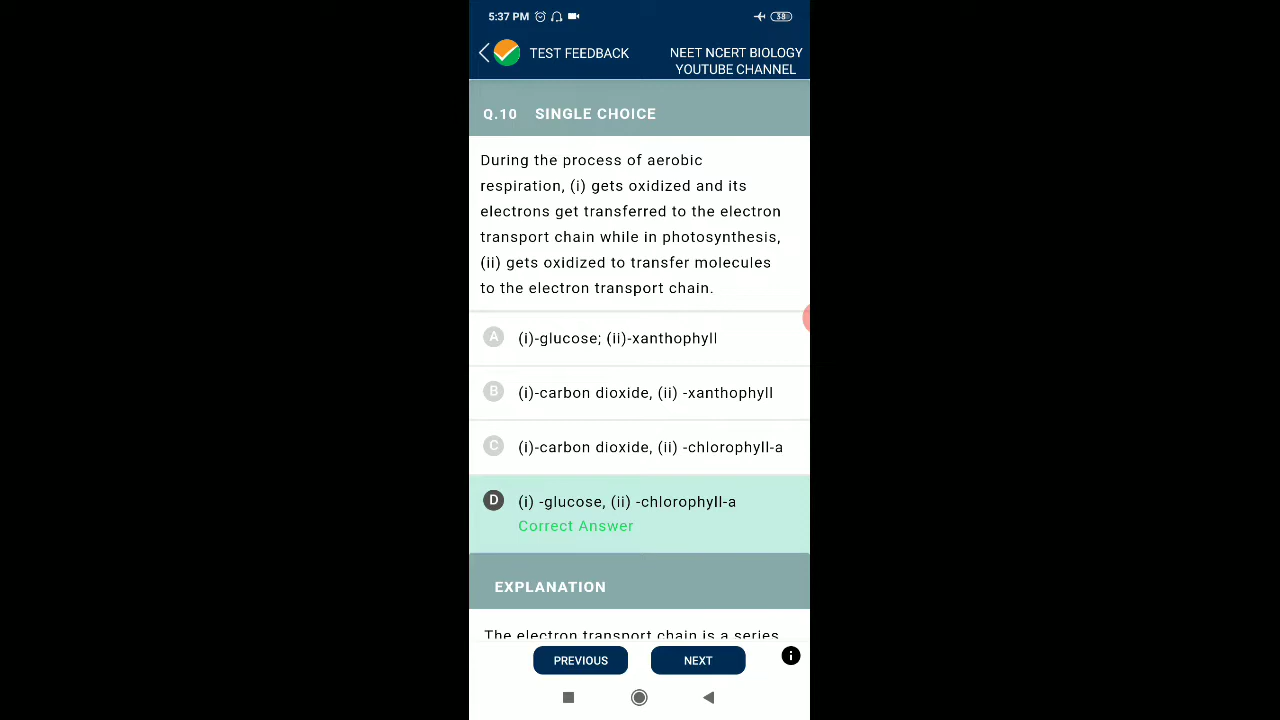 5:37 PM
38
TEST FEEDBACK
NEET NCERT BIOLOGY
YOUTUBE CHANNEL
Q.10 SINGLE CHOICE
During the process of aerobic
respiration, (i) gets oxidized and its
electrons get transferred to the electron
transport chain while in photosynthesis,
(ii) gets oxidized to transfer molecules
to the electron transport chain.
A (i)-glucose; (ii)-xanthophyll
B (i)-carbon dioxide, (ii) -xanthophyll
C (i)-carbon dioxide, (ii) -chlorophyll-a
D (i) -glucose, (ii) -chlorophyll-a
Correct Answer
EXPLANATION
The electron transport chain is a series
PREVIOUS
NEXT